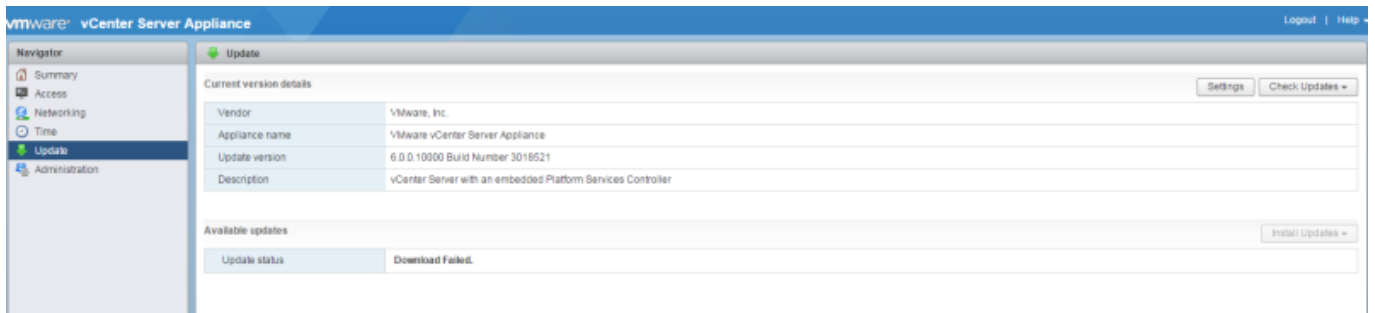 vmware vCenter Server Appliance
Logout | Help
Navigator
Summary
Access
Networking
Time
Update
Administration
Update
Current version details
Settings
Check Updates
Vendor VMware, Inc.
Appliance name VMware vCenter Server Appliance
Update version 6.0.0.10000 Build Number 3018521
Description vCenter Server with an embedded Platform Services Controller
Available updates
Install Updates
Update status Download Failed.